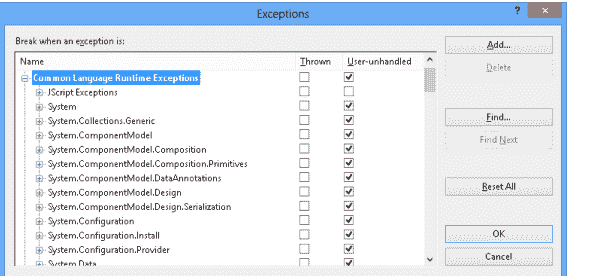 Exceptions
?
Break when an exception is:
Name Thrown User-unhandled
Common Language Runtime Exceptions
JScript Exceptions
System
System.Collections.Generic
System.ComponentModel
System.ComponentModel.Composition
System.ComponentModel.Composition.Primitives
System.ComponentModel.DataAnnotations
System.ComponentModel.Design
System.ComponentModel.Design.Serialization
System.Configuration
System.Configuration.Install
System.Configuration.Provider
System.Data
Add...
Delete
Find...
Find Next
Reset All
OK
Cancel